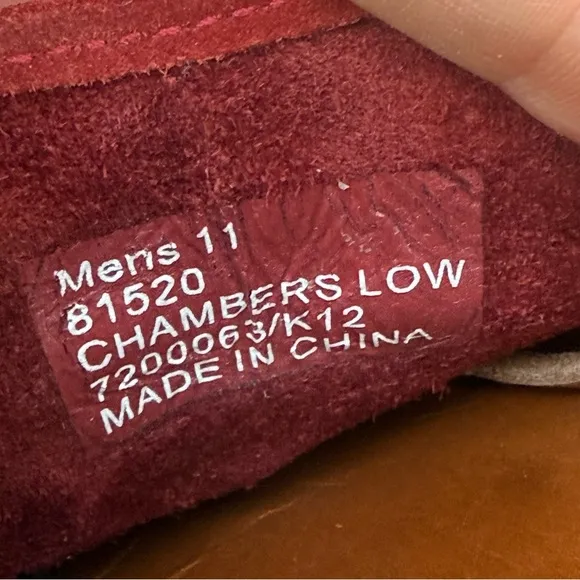 Mens 11
81520
CHAMBERS LOW
7200063/K12
MADE IN CHINA